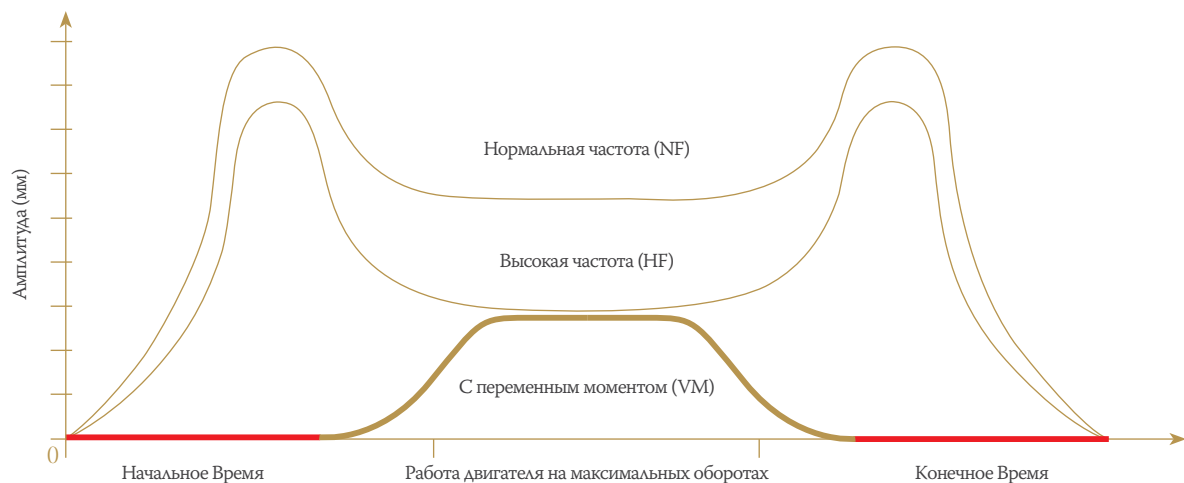 Нормальная частота (NF)
Высокая частота (HF)
С переменным моментом (VM)
Амплитуда (мм)
0
Начальное Время
Работа двигателя на максимальных оборотах
Конечное Время